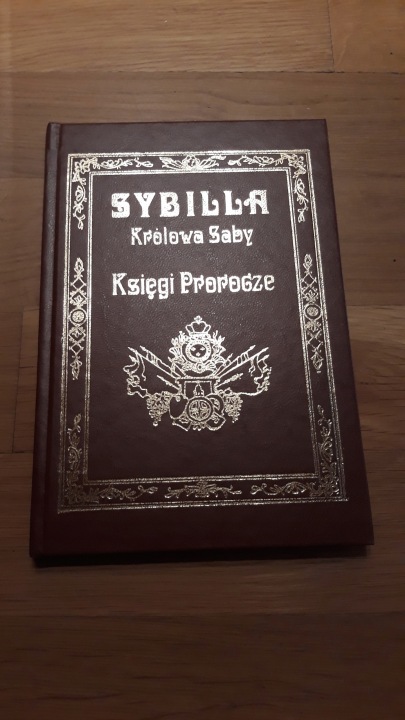 SYBILLA
Królowa Saby
Księgi Prorocze